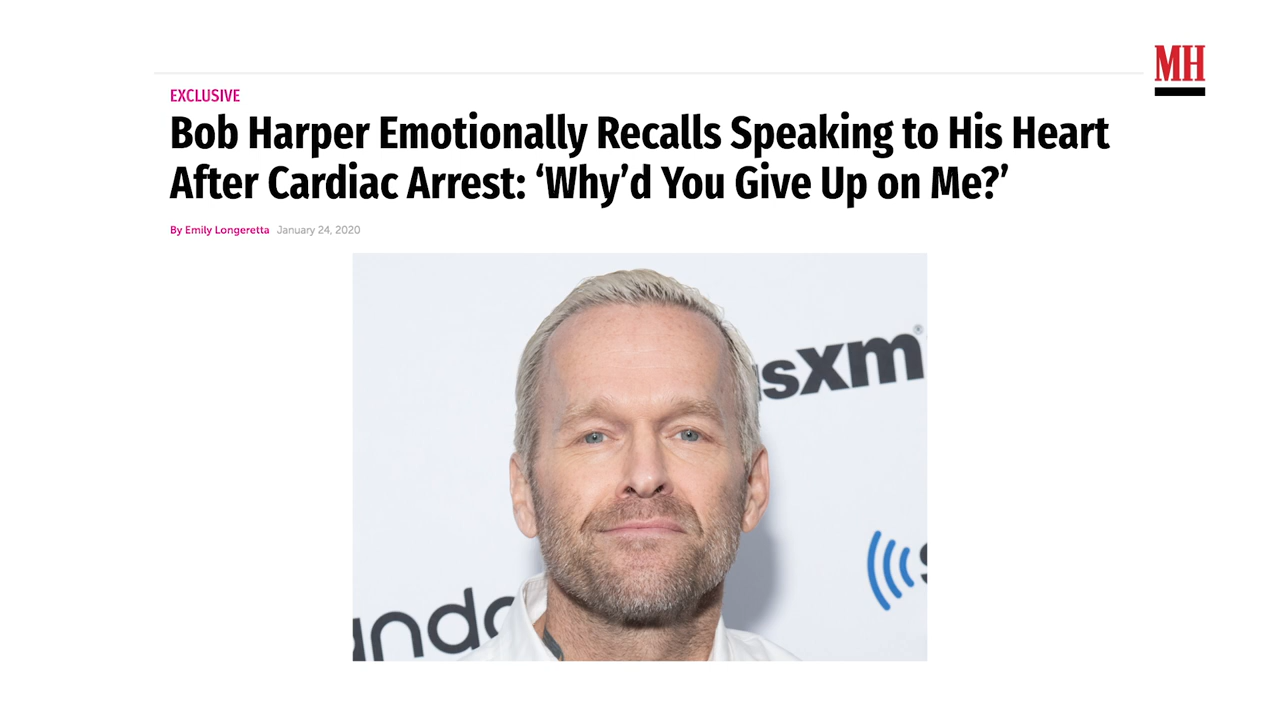 MH
EXCLUSIVE
Bob Harper Emotionally Recalls Speaking to His Heart
After Cardiac Arrest: ‘Why’d You Give Up on Me?’
By Emily Longeretta January 24, 2020
sxm®
ndo